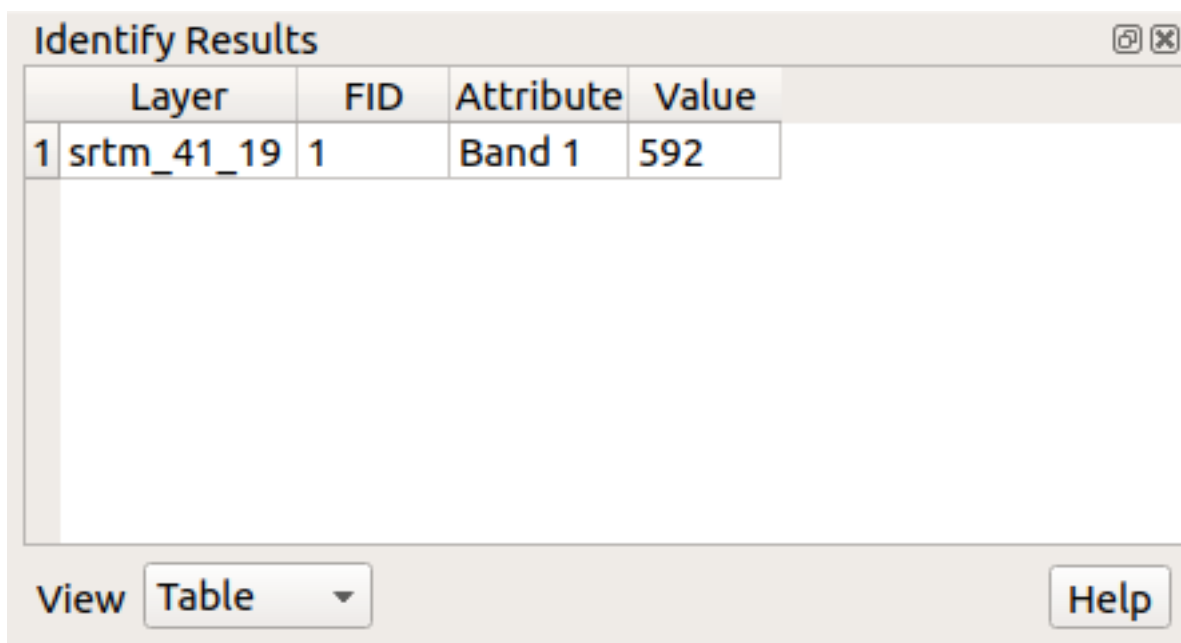 Identify Results
Layer FID Attribute Value
1 srtm_41_19 1 Band 1 592
View Table Help